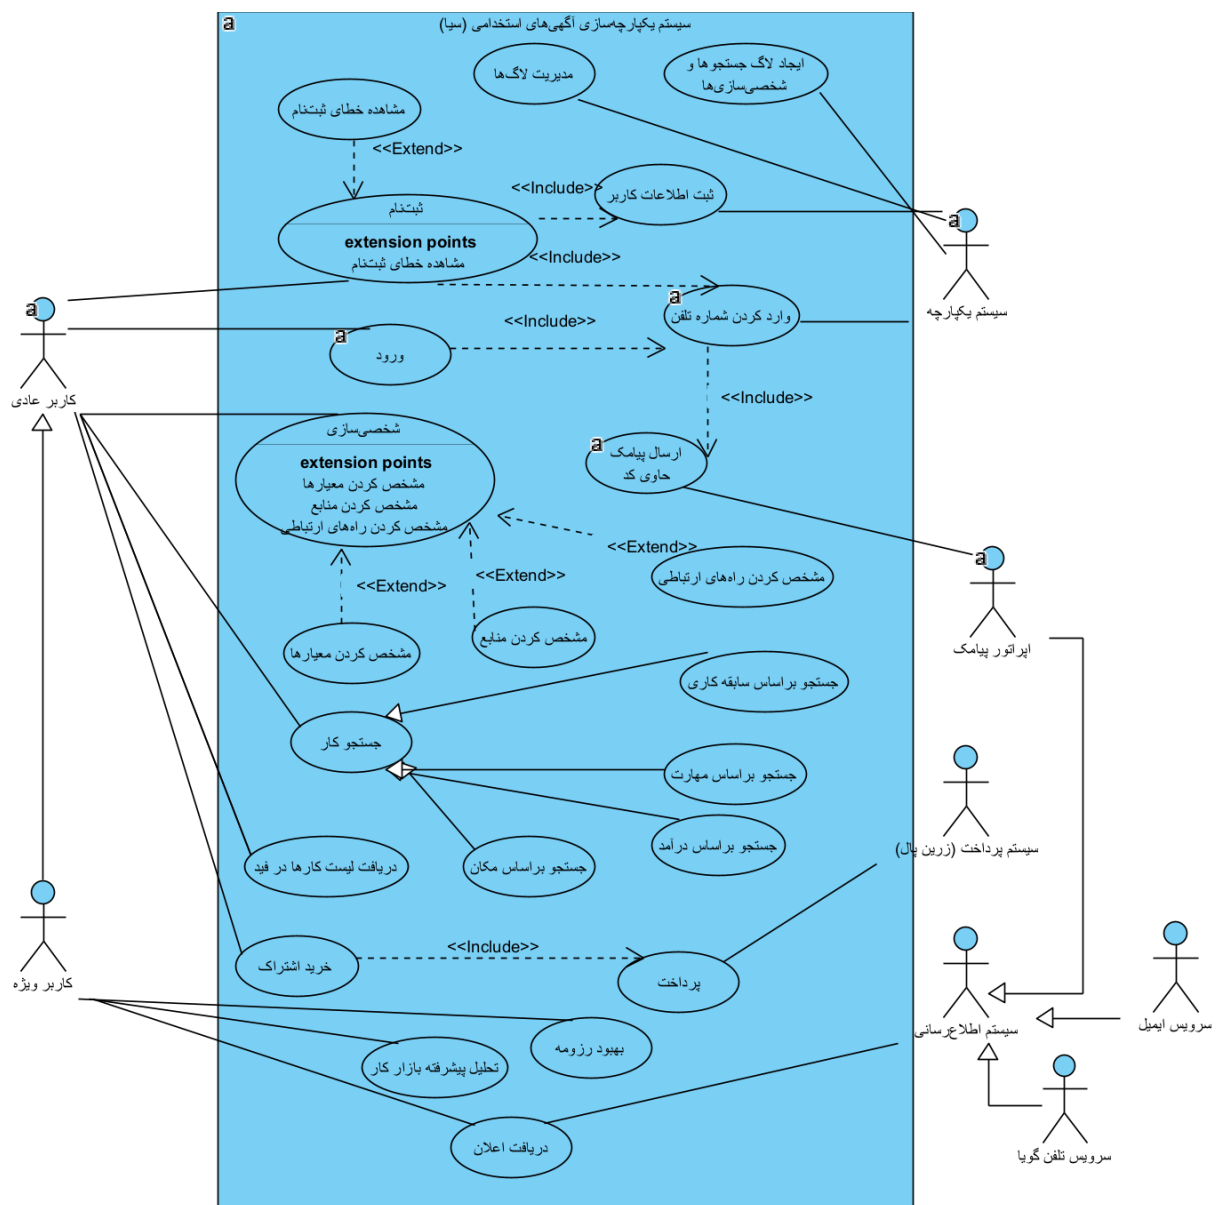 سیستم یکپارچه‌سازی آگهی‌های استخدامی (سیا)
a
مدیریت لاگ‌ها
ایجاد لاگ جستجوها و
شخصی‌سازی‌ها
مشاهده خطای ثبت‌نام
<<Extend>>
<<Include>>
ثبت اطلاعات کاربر
ثبت‌نام
extension points
مشاهده خطای ثبت‌نام
<<Include>>
a
سیستم یکپارچه
a
کاربر عادی
a
وارد کردن شماره تلفن
<<Include>>
a
ورود
<<Include>>
شخصی‌سازی
extension points
مشخص کردن معیارها
مشخص کردن منابع
مشخص کردن راه‌های ارتباطی
a
ارسال پیامک
حاوی کد
<<Extend>>
<<Extend>>
<<Extend>>
مشخص کردن راه‌های ارتباطی
a
اپراتور پیامک
مشخص کردن منابع
مشخص کردن معیارها
جستجو براساس سابقه کاری
جستجو کار
جستجو براساس مهارت
جستجو براساس درآمد
سیستم پرداخت (زرین پال)
جستجو براساس مکان
دریافت لیست کارها در فید
<<Include>>
خرید اشتراک
پرداخت
کاربر ویژه
سیستم اطلاع‌رسانی
سرویس ایمیل
بهبود رزومه
تحلیل پیشرفته بازار کار
دریافت اعلان
سرویس تلفن گویا